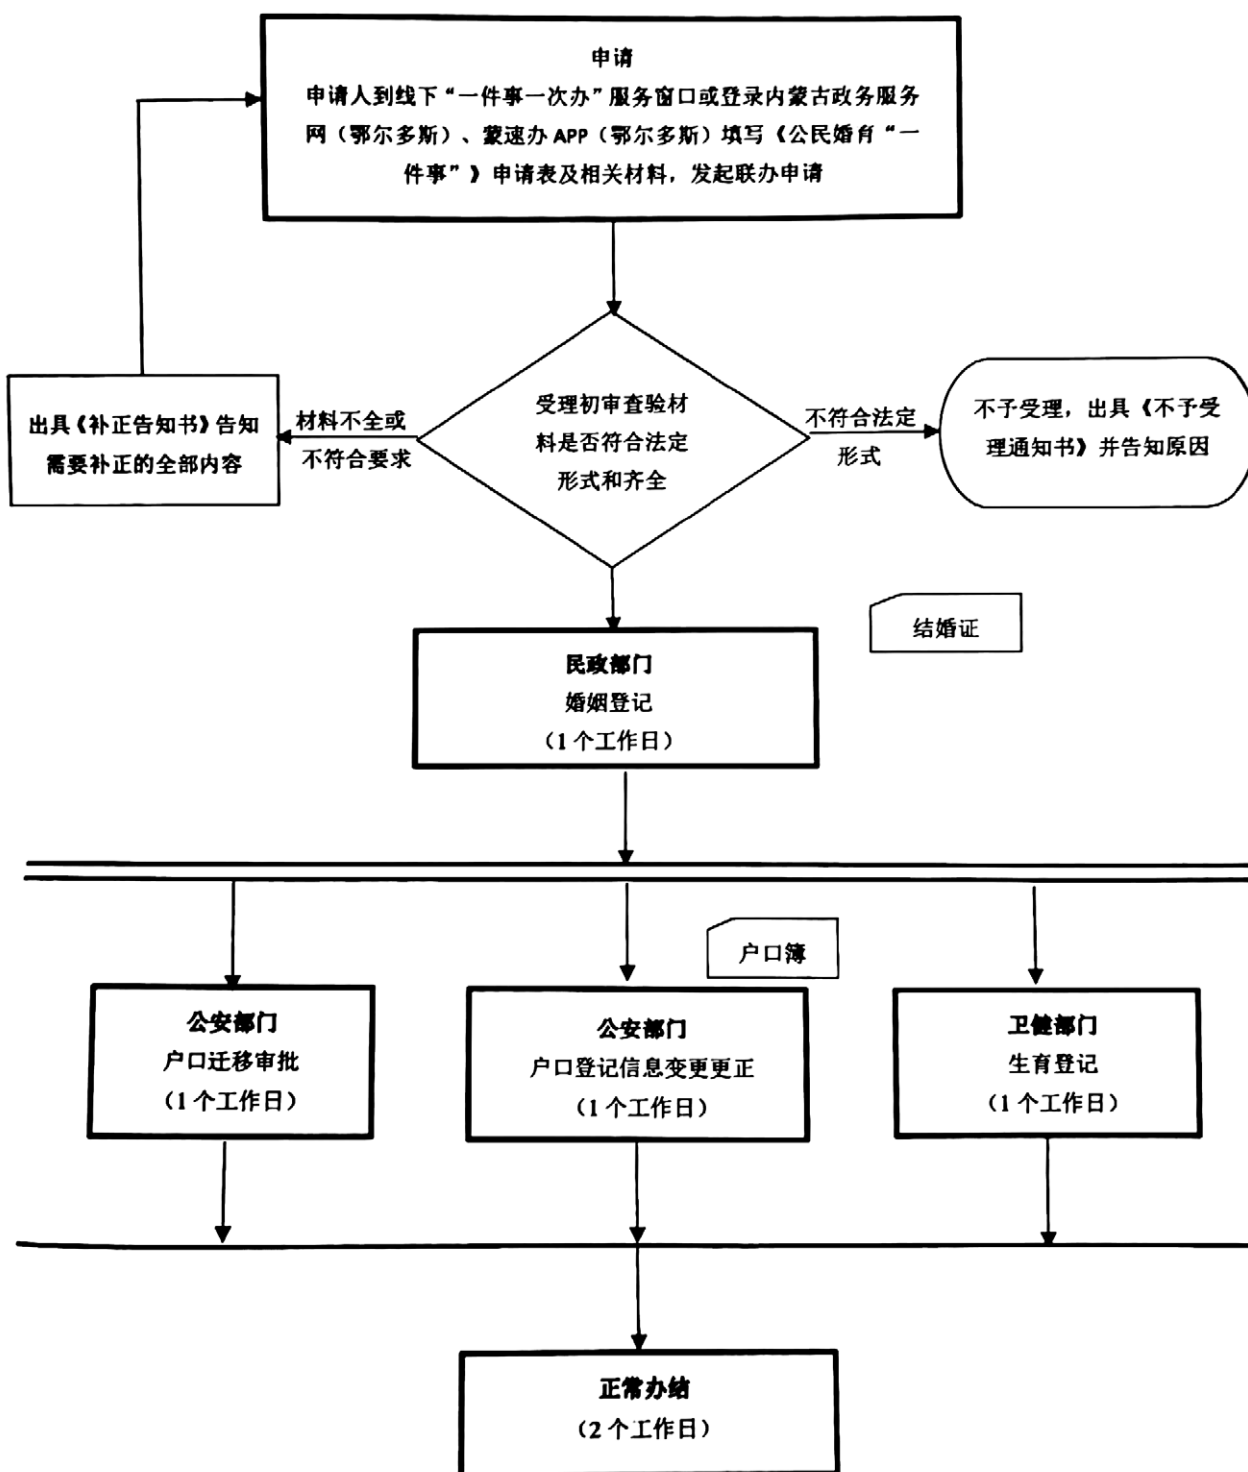 申请
申请人到线下“一件事一次办”服务窗口或登录内蒙古政务服务
网（鄂尔多斯）、蒙速办 APP（鄂尔多斯）填写《公民婚育“一
件事”》申请表及相关材料，发起联办申请
出具《补正告知书》告知
需要补正的全部内容
材料不全或
不符合要求
受理初审查验材
料是否符合法定
形式和齐全
不符合法定
形式
不予受理，出具《不予受
理通知书》并告知原因
结婚证
民政部门
婚姻登记
（1 个工作日）
户口簿
公安部门
户口迁移审批
（1 个工作日）
公安部门
户口登记信息变更更正
（1 个工作日）
卫健部门
生育登记
（1 个工作日）
正常办结
（2 个工作日）